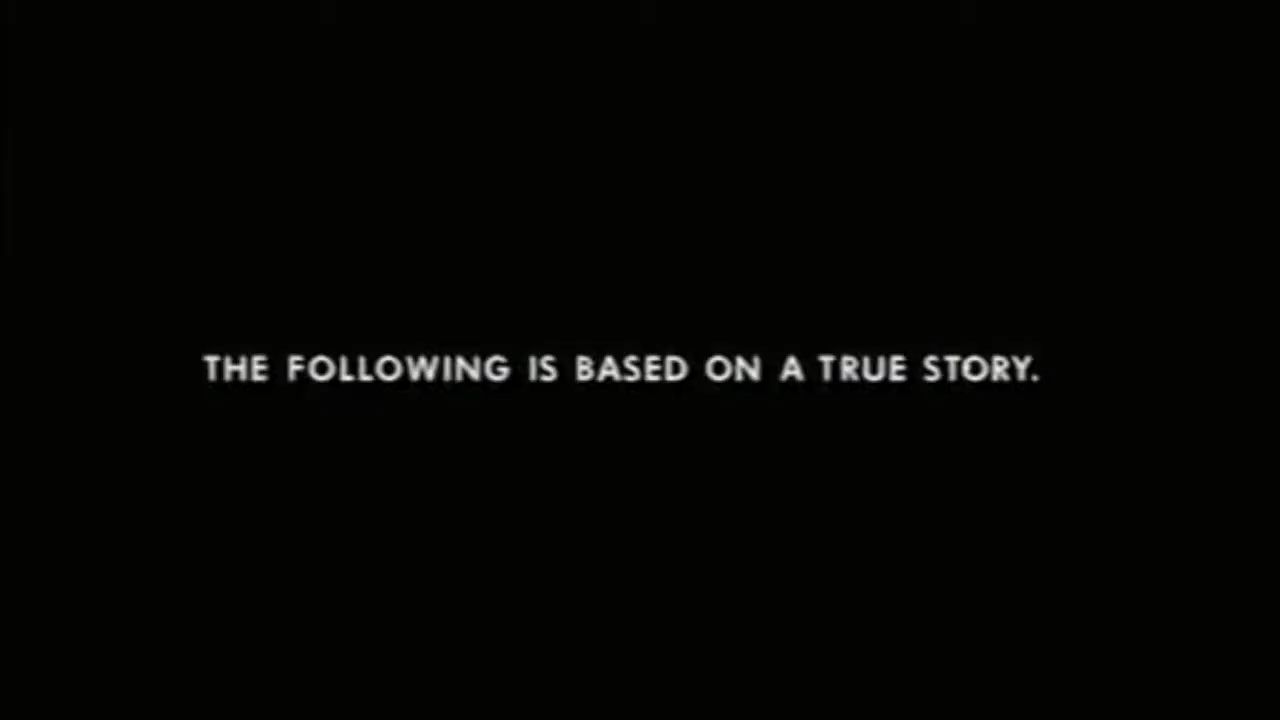 THE FOLLOWING IS BASED ON A TRUE STORY.